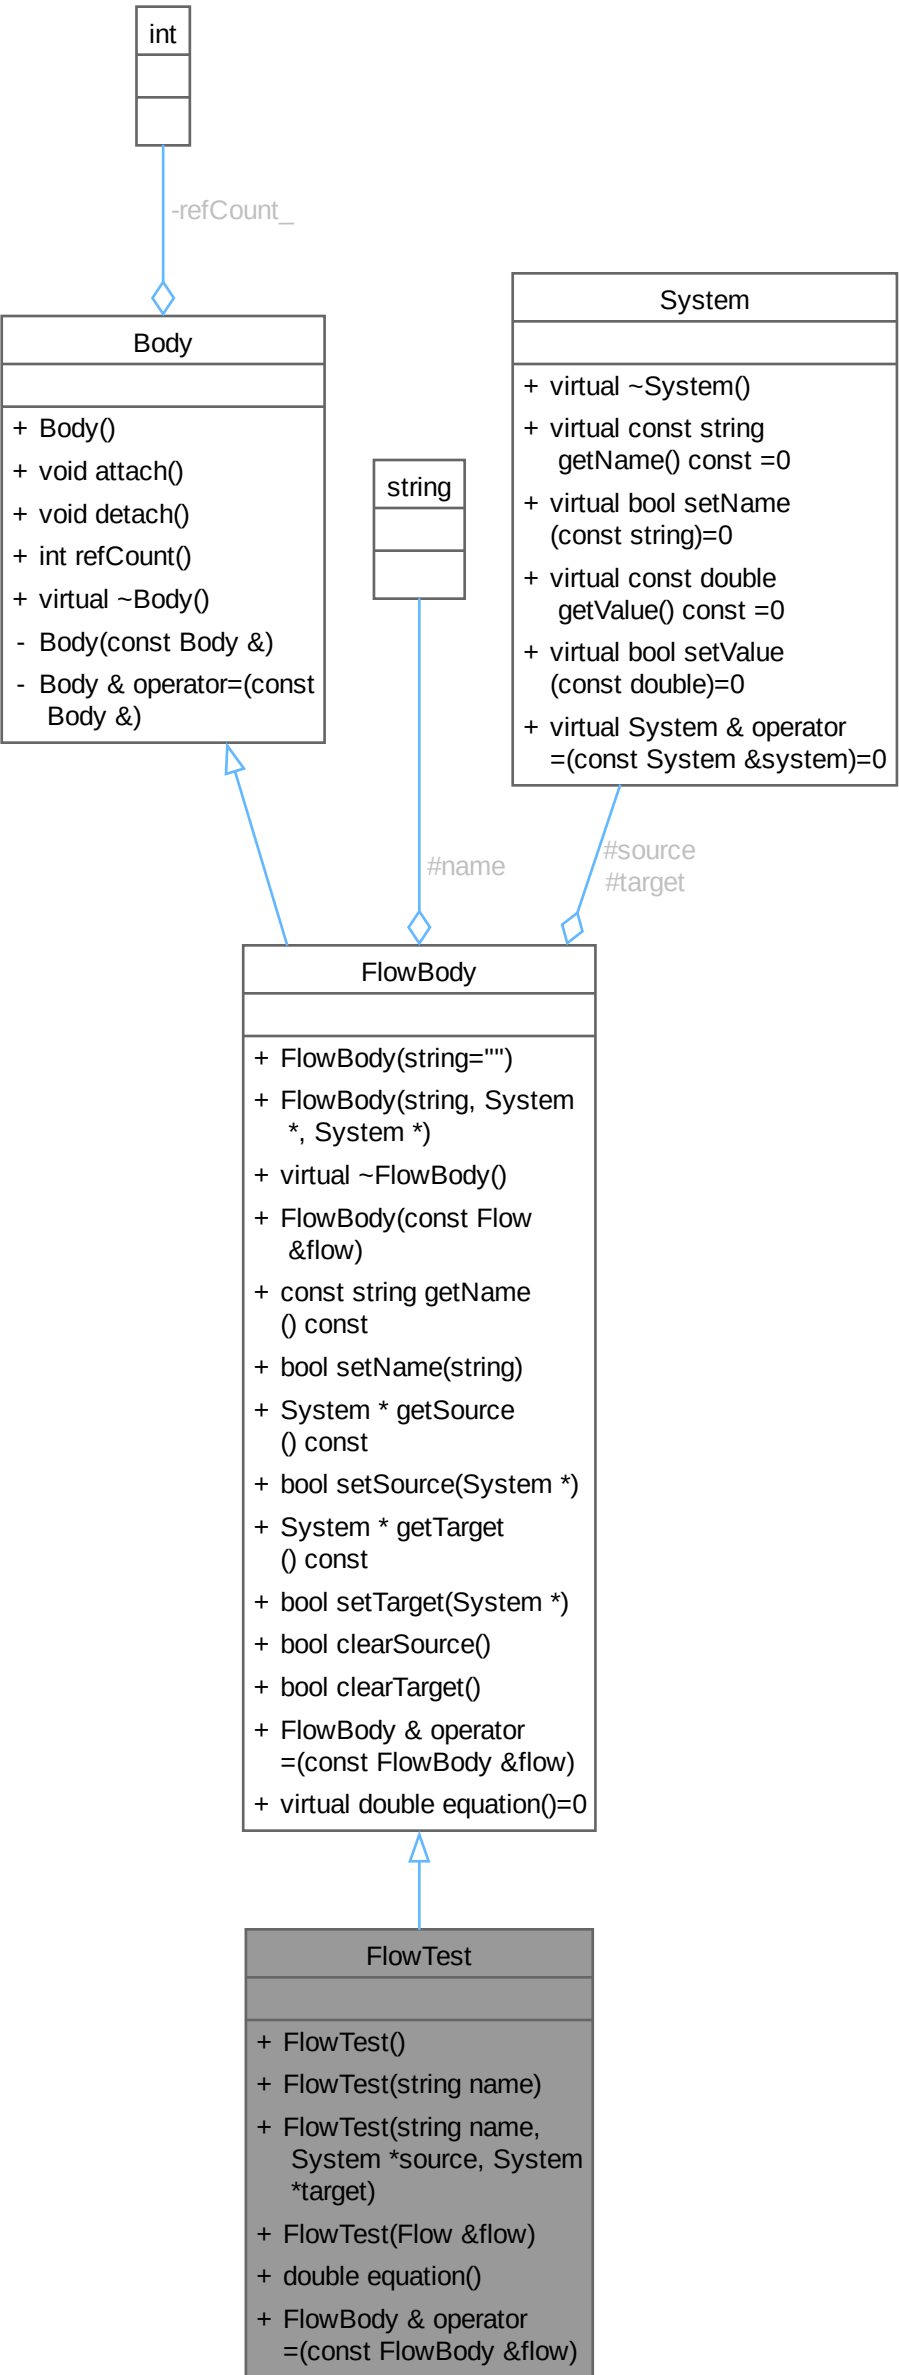 int
-refCount_
System
+ virtual ~System()
+ virtual const string
getName() const =0
+ virtual bool setName
(const string)=0
+ virtual const double
getValue() const =0
+ virtual bool setValue
(const double)=0
+ virtual System & operator
=(const System &system)=0
Body
+ Body()
+ void attach()
+ void detach()
+ int refCount()
+ virtual ~Body()
- Body(const Body &)
- Body & operator=(const
Body &)
string
#name
#source
#target
FlowBody
+ FlowBody(string="")
+ FlowBody(string, System
*, System *)
+ virtual ~FlowBody()
+ FlowBody(const Flow
&flow)
+ const string getName
() const
+ bool setName(string)
+ System * getSource
() const
+ bool setSource(System *)
+ System * getTarget
() const
+ bool setTarget(System *)
+ bool clearSource()
+ bool clearTarget()
+ FlowBody & operator
=(const FlowBody &flow)
+ virtual double equation()=0
FlowTest
+ FlowTest()
+ FlowTest(string name)
+ FlowTest(string name,
System *source, System
*target)
+ FlowTest(Flow &flow)
+ double equation()
+ FlowBody & operator
=(const FlowBody &flow)